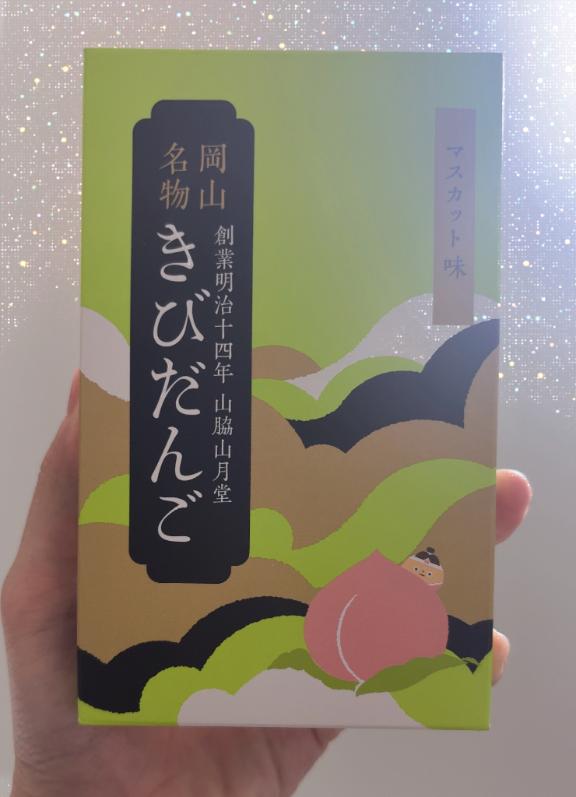 マスカット味
岡山
名物
創業明治十四年 山脇山月堂
きびだんご